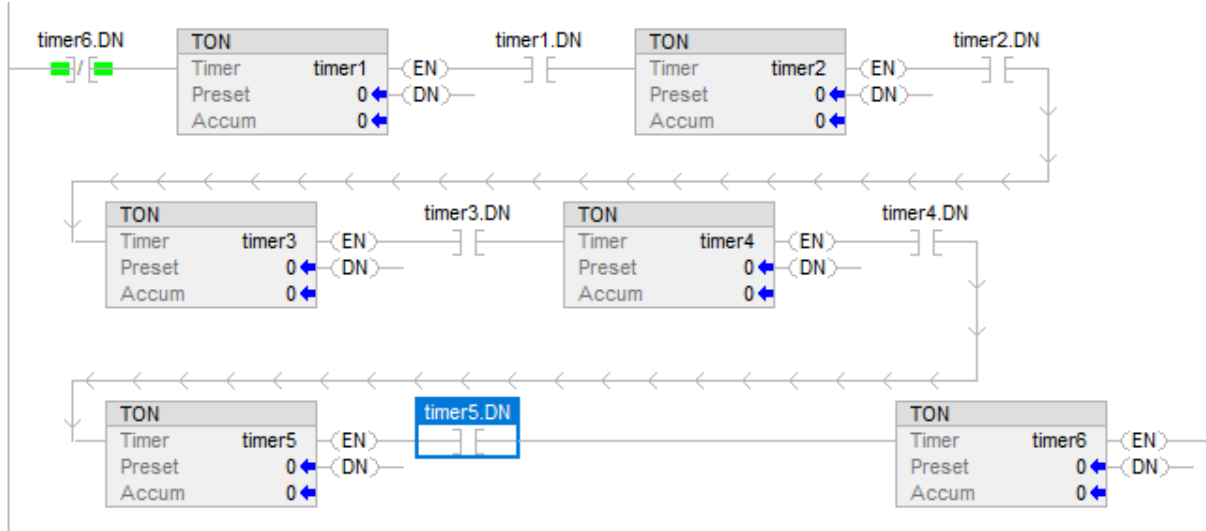 timer6.DN
TON
Timer timer1 (EN)
Preset 0 (DN)
Accum 0
timer1.DN
TON
Timer timer2 (EN)
Preset 0 (DN)
Accum 0
timer2.DN
TON
Timer timer3 (EN)
Preset 0 (DN)
Accum 0
timer3.DN
TON
Timer timer4 (EN)
Preset 0 (DN)
Accum 0
timer4.DN
TON
Timer timer5 (EN)
Preset 0 (DN)
Accum 0
timer5.DN
TON
Timer timer6 (EN)
Preset 0 (DN)
Accum 0